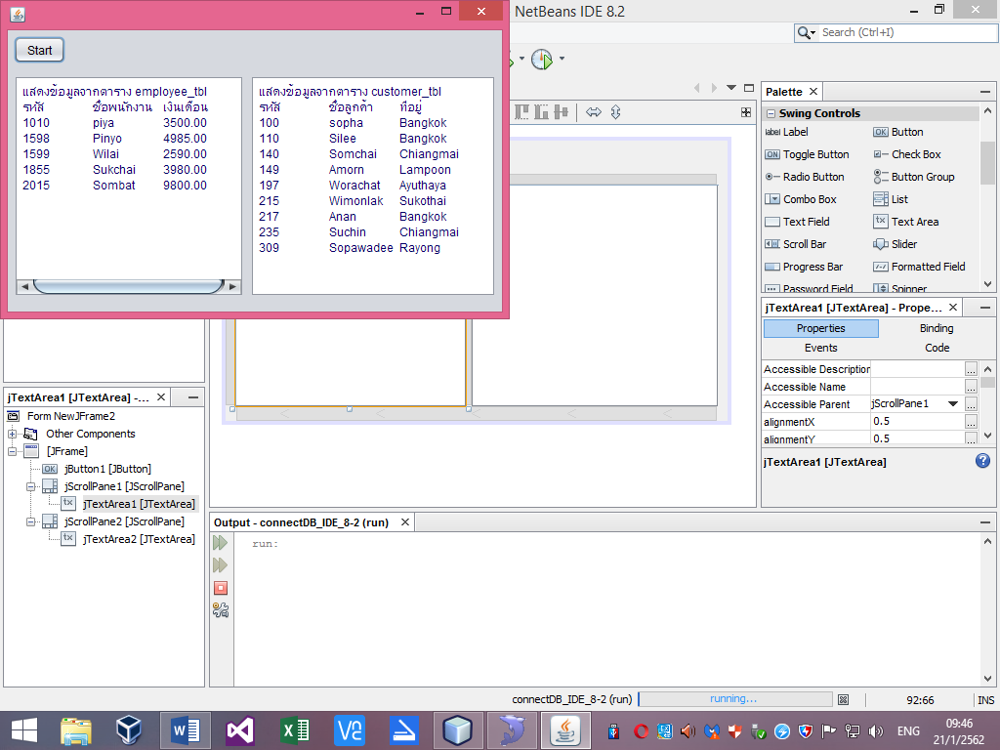 NetBeans IDE 8.2
Search (Ctrl+I)
Start
แสดงข้อมูลจากตาราง employee_tbl
รหัส ชื่อพนักงาน เงินเดือน
1010 piya 3500.00
1598 Pinyo 4985.00
1599 Wilai 2590.00
1855 Sukchai 3980.00
2015 Sombat 9800.00
แสดงข้อมูลจากตาราง customer_tbl
รหัส ชื่อลูกค้า ที่อยู่
100 sopha Bangkok
110 Silee Bangkok
140 Somchai Chiangmai
149 Amorn Lampoon
197 Worachat Ayuthaya
215 Wimonlak Sukothai
217 Anan Bangkok
235 Suchin Chiangmai
309 Sopawadee Rayong
Palette
Swing Controls
Label Button
Toggle Button Check Box
Radio Button Button Group
Combo Box List
Text Field Text Area
Scroll Bar Slider
Progress Bar Formatted Field
Password Field Spinner
jTextArea1 [JTextArea] - Prope...
Properties Binding
Events Code
Accessible Description
Accessible Name
Accessible Parent jScrollPane1
alignmentX 0.5
alignmentY 0.5
jTextArea1 [JTextArea]
jTextArea1 [JTextArea] -...
Form NewJFrame2
Other Components
[JFrame]
jButton1 [JButton]
jScrollPane1 [JScrollPane]
jTextArea1 [JTextArea]
jScrollPane2 [JScrollPane]
jTextArea2 [JTextArea]
Output - connectDB_IDE_8-2 (run)
run:
connectDB_IDE_8-2 (run) running... 92:66 INS
ENG
09:46
21/1/2562